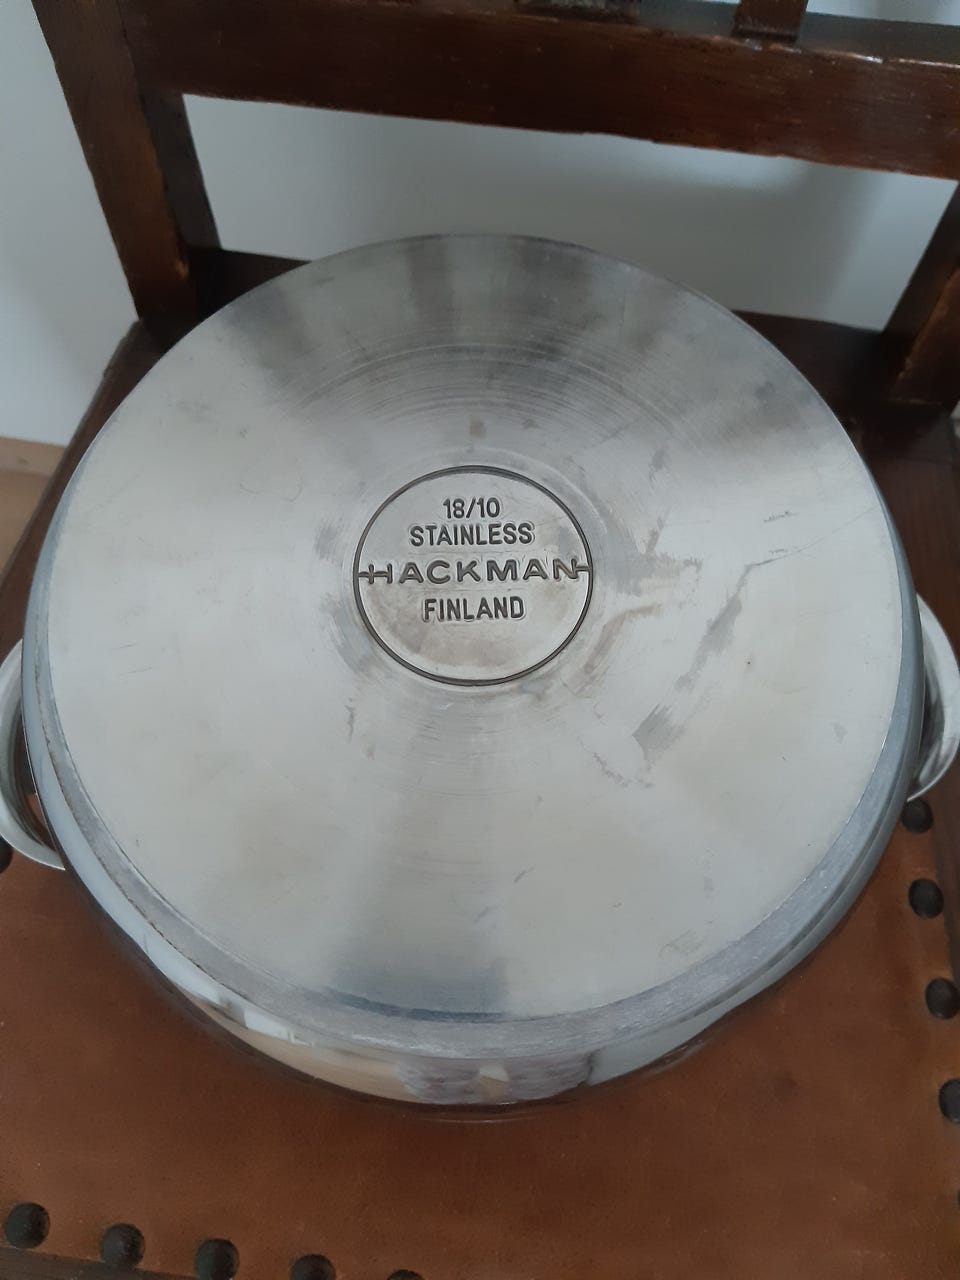 18/10
STAINLESS
HACKMAN
FINLAND